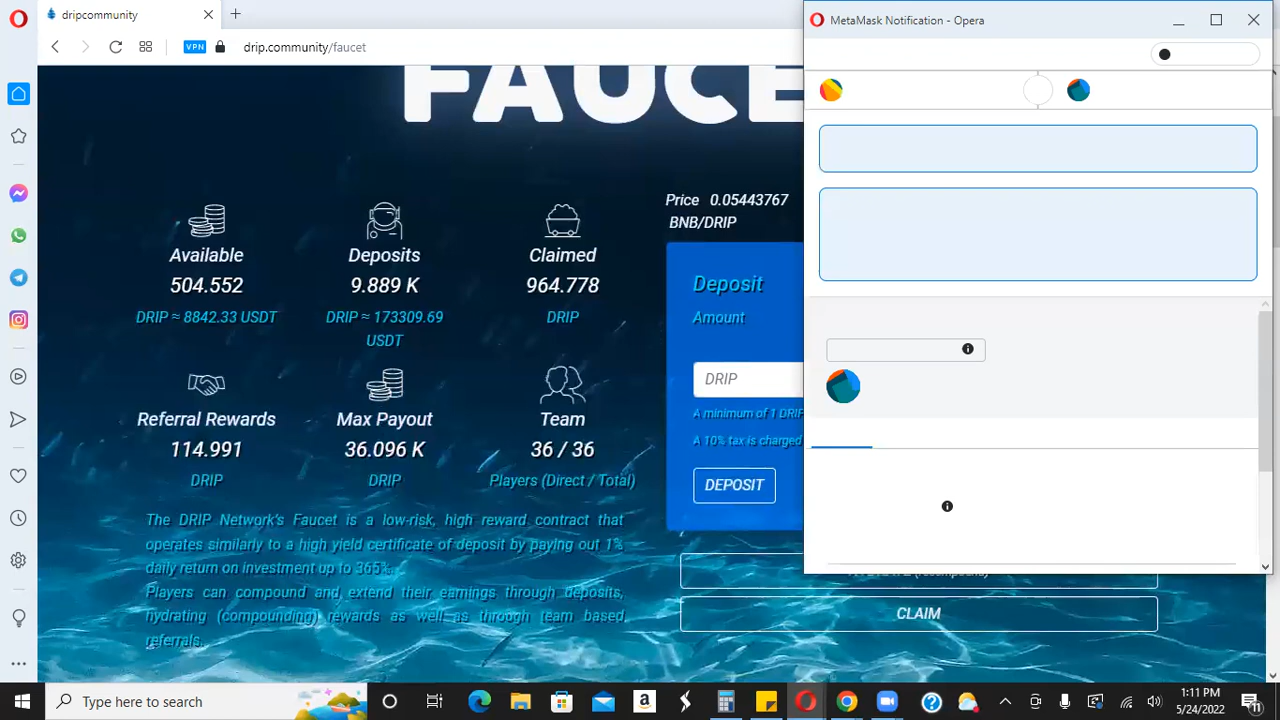 dripcommunity
VPN
drip.community/faucet
MetaMask Notification - Opera
FAUCE
Available
504.552
DRIP ≈ 8842.33 USDT
Deposits
9.889 K
DRIP ≈ 173309.69
USDT
Claimed
964.778
DRIP
Referral Rewards
114.991
DRIP
Max Payout
36.096 K
DRIP
Team
36 / 36
Players (Direct / Total)
The DRIP Network's Faucet is a low-risk, high reward contract that
operates similarly to a high yield certificate of deposit by paying out 1%
daily return on investment up to 365%.
Players can compound and extend their earnings through deposits,
hydrating (compounding) rewards as well as through team based
referrals.
Price 0.05443767
BNB/DRIP
Deposit
Amount
DRIP
A minimum of 1 DRIP
A 10% tax is charged
DEPOSIT
CLAIM
Type here to search
1:11 PM
5/24/2022
11